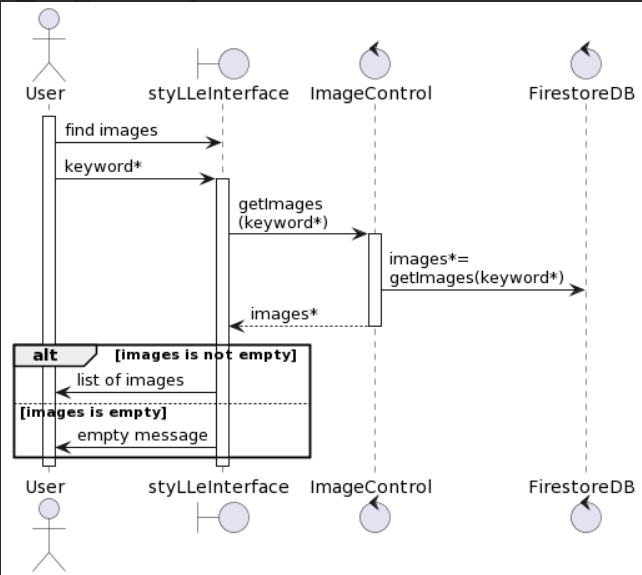 User
styLLeInterface
ImageControl
FirestoreDB
find images
keyword*
getImages
(keyword*)
images*=
getImages(keyword*)
images*
alt
[images is not empty]
list of images
[images is empty]
empty message
User
styLLeInterface
ImageControl
FirestoreDB